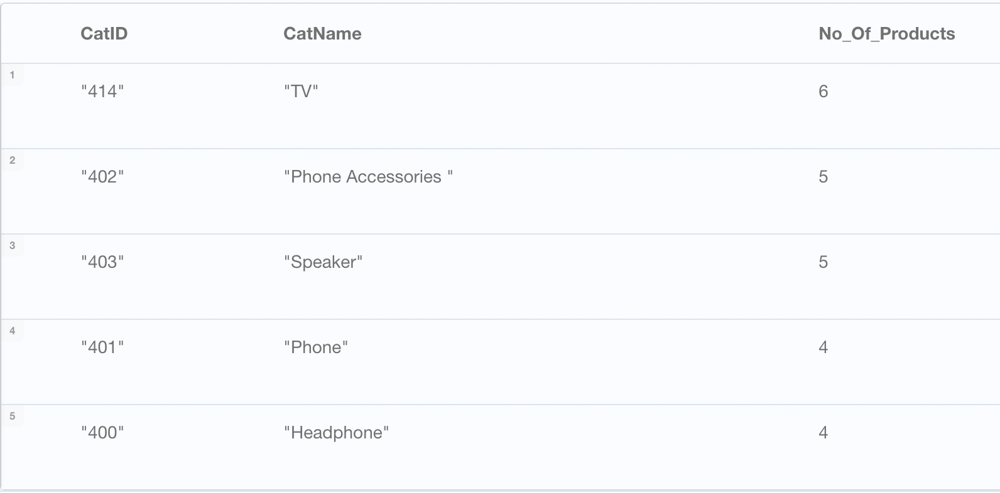 CatID CatName No_Of_Products
1
"414" "TV" 6
2
"402" "Phone Accessories " 5
3
"403" "Speaker" 5
4
"401" "Phone" 4
5
"400" "Headphone" 4